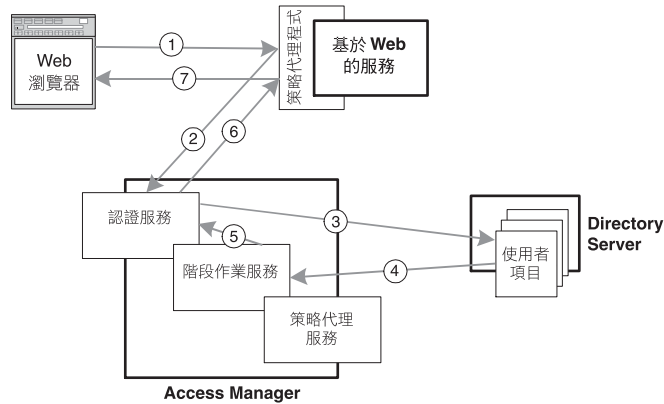 Web
瀏覽器
1
7
策略代理程式
基於 Web
的服務
2
6
認證服務
3
5
階段作業服務
4
策略代理
服務
使用者
項目
Directory
Server
Access Manager